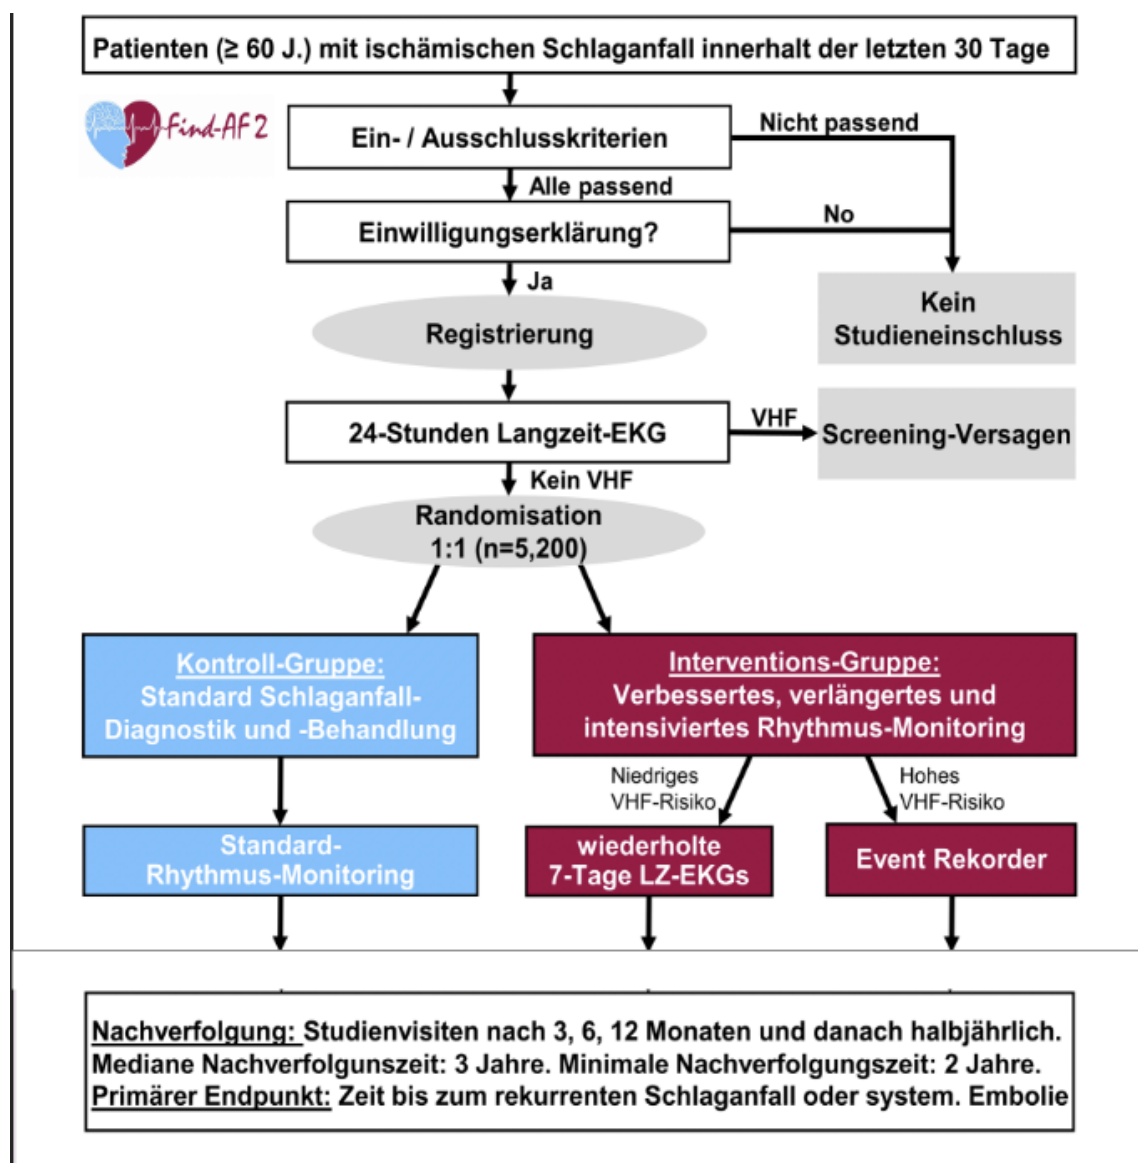 Patienten (≥ 60 J.) mit ischämischen Schlaganfall innerhalt der letzten 30 Tage
Find-AF 2
Ein- / Ausschlusskriterien
Nicht passend
Alle passend
Einwilligungserklärung?
No
Ja
Kein
Studieneinschluss
Registrierung
24-Stunden Langzeit-EKG
VHF
Screening-Versagen
Kein VHF
Randomisation
1:1 (n=5,200)
Kontroll-Gruppe:
Standard Schlaganfall-
Diagnostik und -Behandlung
Interventions-Gruppe:
Verbessertes, verlängertes und
intensiviertes Rhythmus-Monitoring
Niedriges
VHF-Risiko
Hohes
VHF-Risiko
Standard-
Rhythmus-Monitoring
wiederholte
7-Tage LZ-EKGs
Event Rekorder
Nachverfolgung: Studienvisiten nach 3, 6, 12 Monaten und danach halbjährlich.
Mediane Nachverfolgunszeit: 3 Jahre. Minimale Nachverfolgungszeit: 2 Jahre.
Primärer Endpunkt: Zeit bis zum rekurrenten Schlaganfall oder system. Embolie